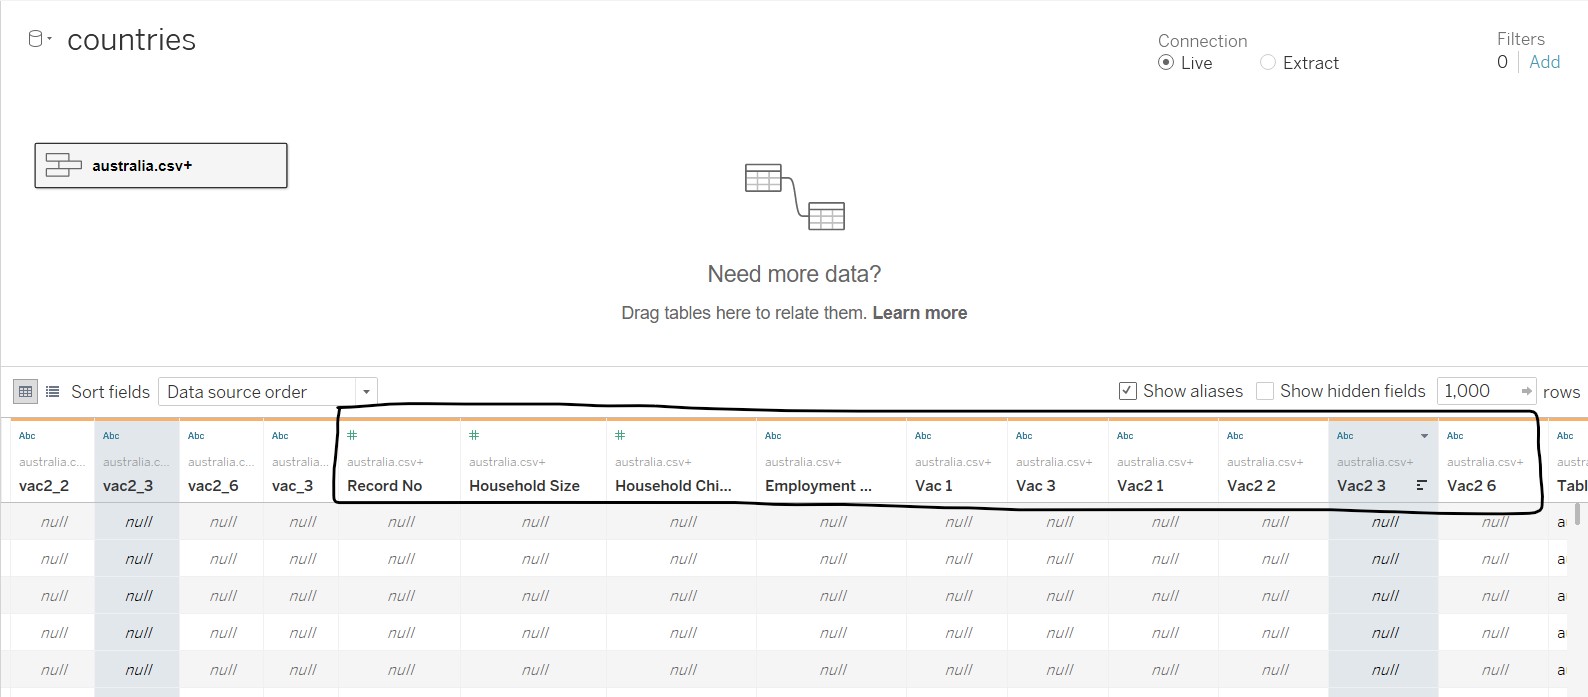 countries
Connection
Live Extract
Filters
0 Add
australia.csv+
Need more data?
Drag tables here to relate them. Learn more
Sort fields Data source order Show aliases Show hidden fields 1,000 rows
Abc Abc Abc Abc # # # Abc Abc Abc Abc Abc Abc Abc Abc
australia.c... australia.c... australia.c... australia... australia.csv+ australia.csv+ australia.csv+ australia.csv+ australia.csv+ australia.csv+ australia.csv+ australia.csv+ australia.csv+ australia.csv+ austra
vac2_2 vac2_3 vac2_6 vac_3 Record No Household Size Household Chi... Employment ... Vac 1 Vac 3 Vac2 1 Vac2 2 Vac2 3 Vac2 6 Tabl
null null null null null null null null null null null null null null a
null null null null null null null null null null null null null null a
null null null null null null null null null null null null null null a
null null null null null null null null null null null null null null a
null null null null null null null null null null null null null null a